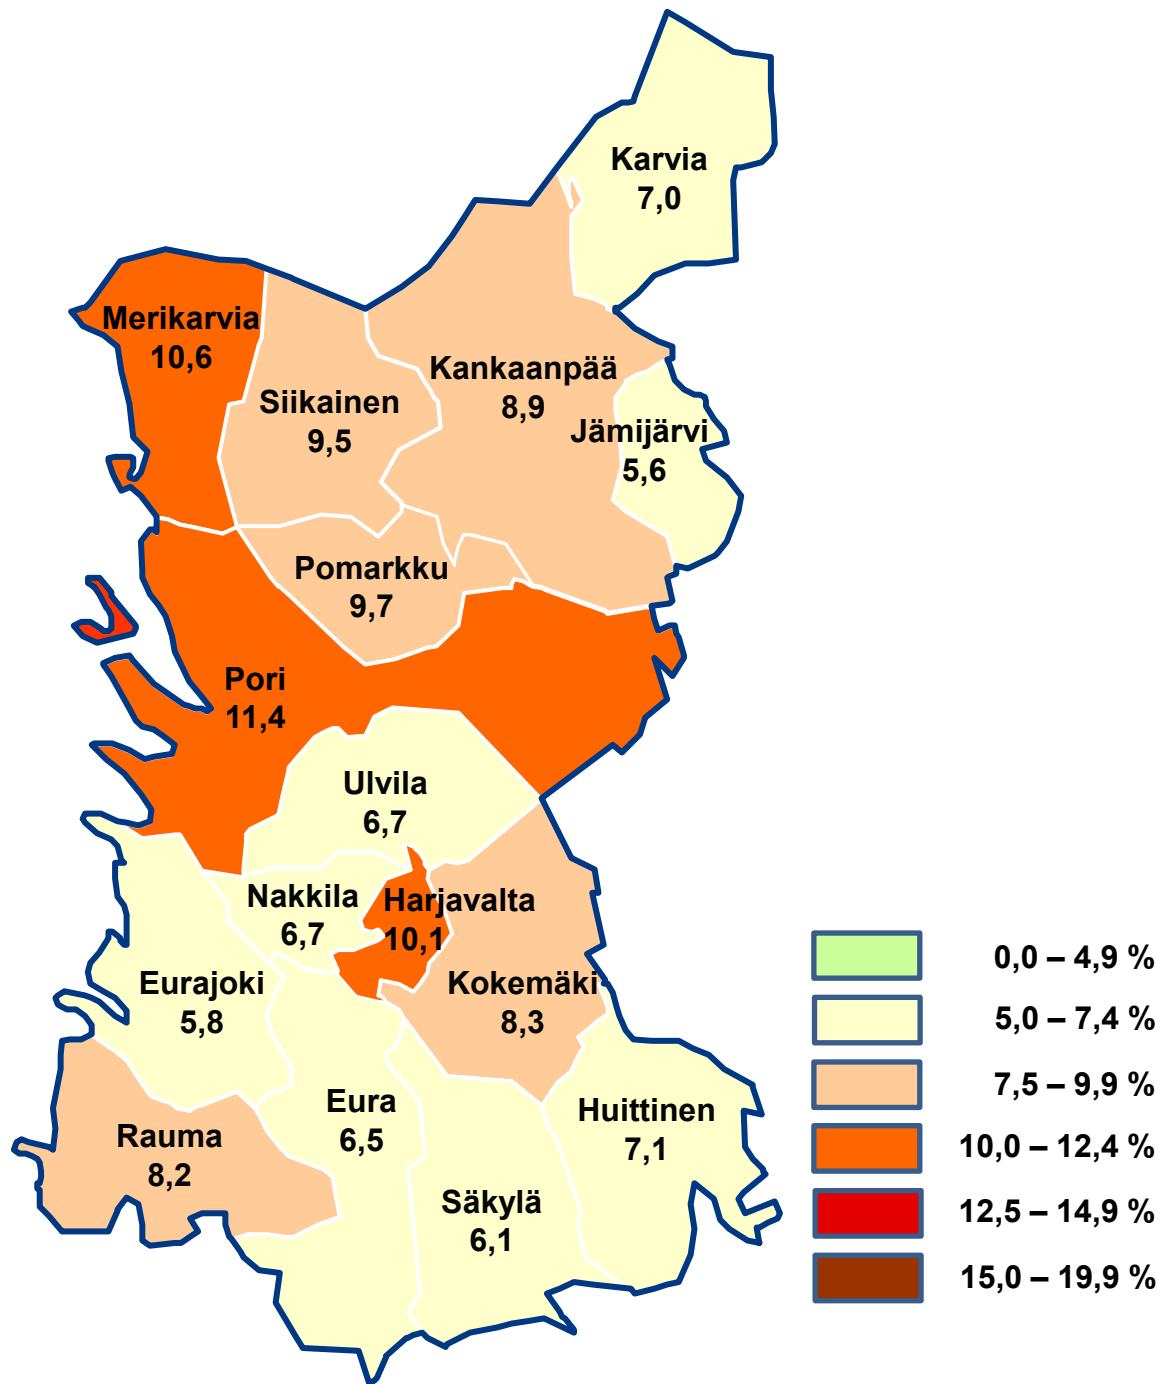 Karvia
7,0
Merikarvia
10,6
Siikainen
9,5
Kankaanpää
8,9
Jämijärvi
5,6
Pomarkku
9,7
Pori
11,4
Ulvila
6,7
Nakkila
6,7
Harjavalta
10,1
Eurajoki
5,8
Kokemäki
8,3
Eura
6,5
Huittinen
7,1
Rauma
8,2
Säkylä
6,1
0,0 – 4,9 %
5,0 – 7,4 %
7,5 – 9,9 %
10,0 – 12,4 %
12,5 – 14,9 %
15,0 – 19,9 %